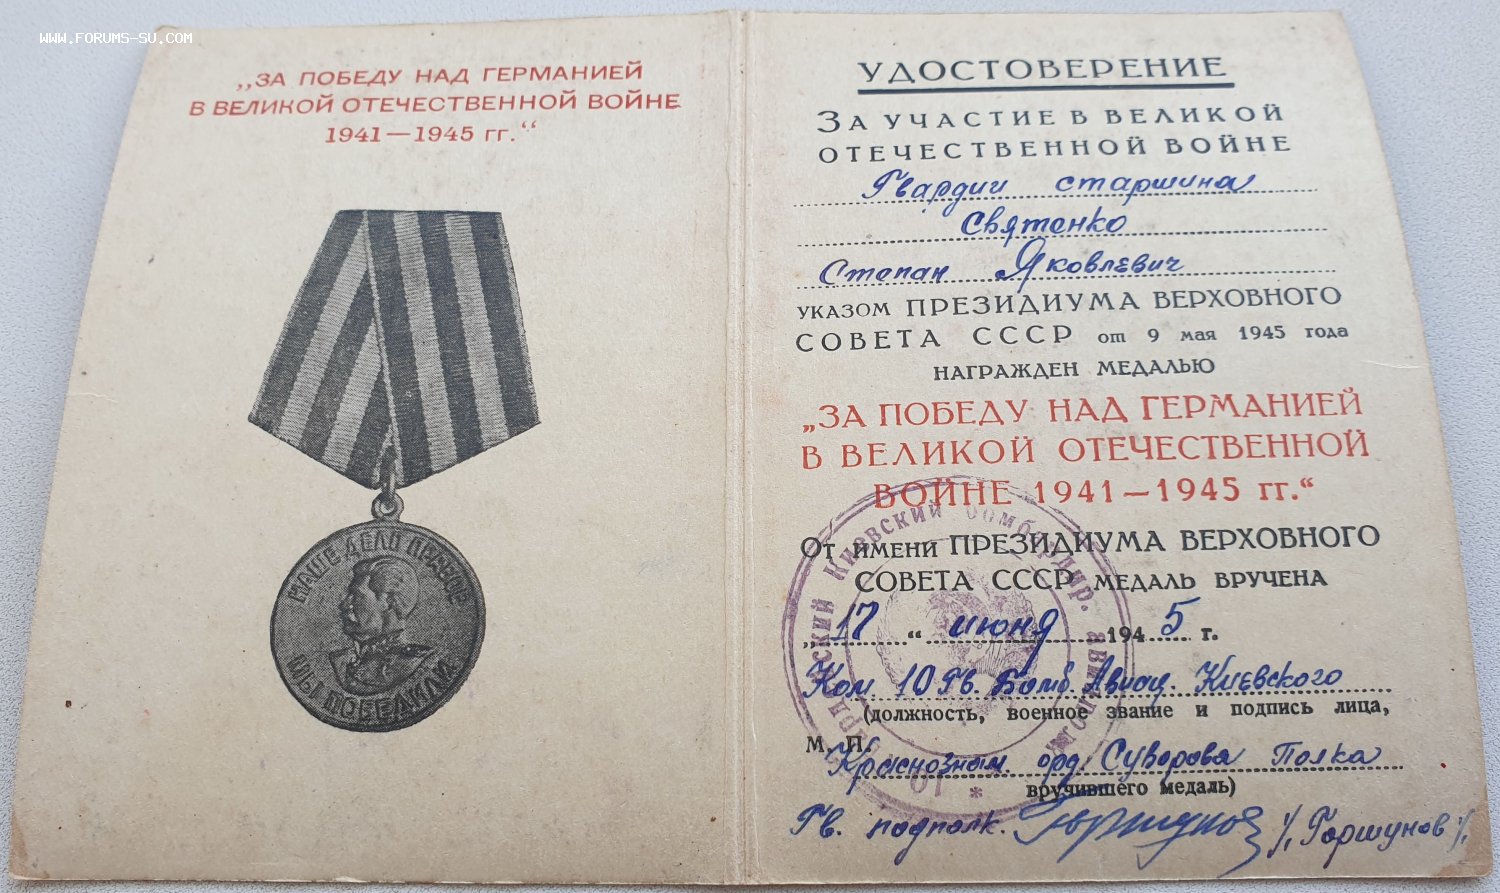 WWW.FORUMS-SU.COM
„ЗА ПОБЕДУ НАД ГЕРМАНИЕЙ
В ВЕЛИКОЙ ОТЕЧЕСТВЕННОЙ ВОЙНЕ
1941—1945 гг.“
НАШЕ ДЕЛО ПРАВОЕ
МЫ ПОБЕДИЛИ
УДОСТОВЕРЕНИЕ
ЗА УЧАСТИЕ В ВЕЛИКОЙ
ОТЕЧЕСТВЕННОЙ ВОЙНЕ
Гвардии старшина
Святенко
Степан Яковлевич
УКАЗОМ ПРЕЗИДИУМА ВЕРХОВНОГО
СОВЕТА СССР от 9 мая 1945 года
НАГРАЖДЕН МЕДАЛЬЮ
„ЗА ПОБЕДУ НАД ГЕРМАНИЕЙ
В ВЕЛИКОЙ ОТЕЧЕСТВЕННОЙ
ВОЙНЕ 1941—1945 гг.“
От ИМЕНИ ПРЕЗИДИУМА ВЕРХОВНОГО
СОВЕТА СССР МЕДАЛЬ ВРУЧЕНА
„17“ июня 1945 г.
Ком 10 Гв. Бомб Авиац. Киевского
(должность, военное звание и подпись лица,
М. П.
Краснознам. орд. Суворова Полка
вручившего медаль)
Гв. подполк. /Горшунов/
Киевский бомбардир. авиаполк
10 *